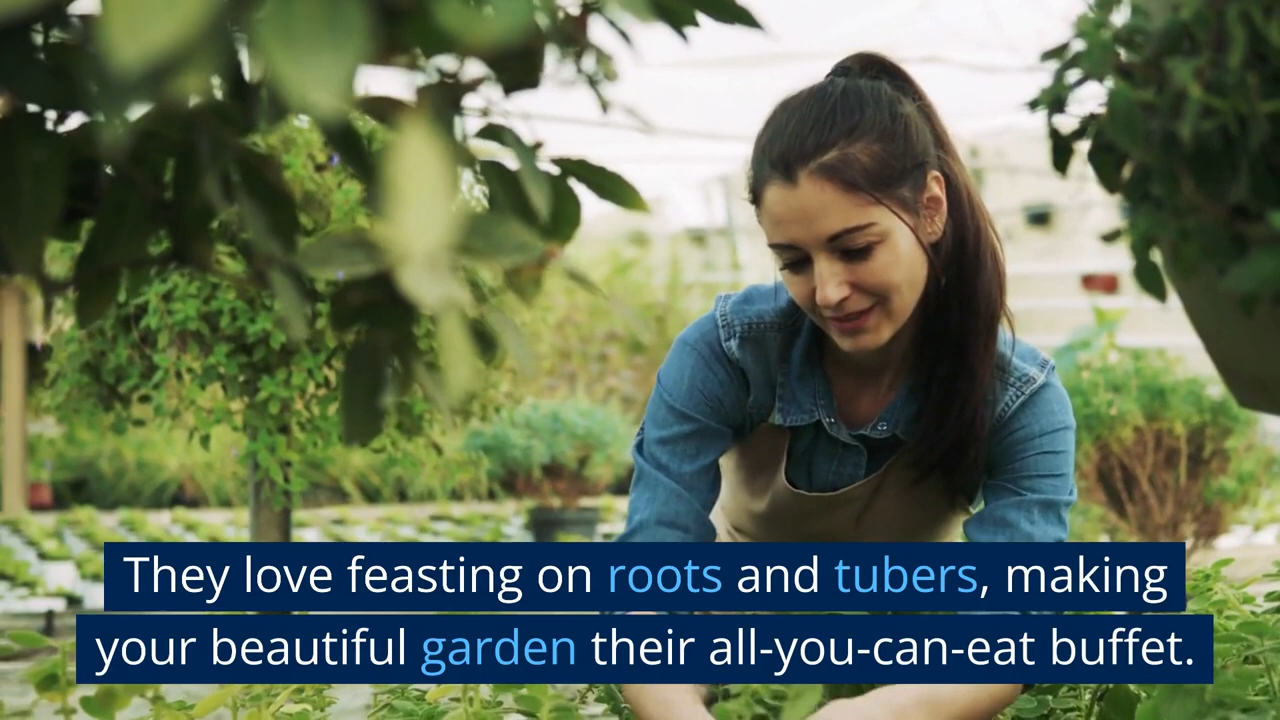 They love feasting on roots and tubers, making
your beautiful garden their all-you-can-eat buffet.